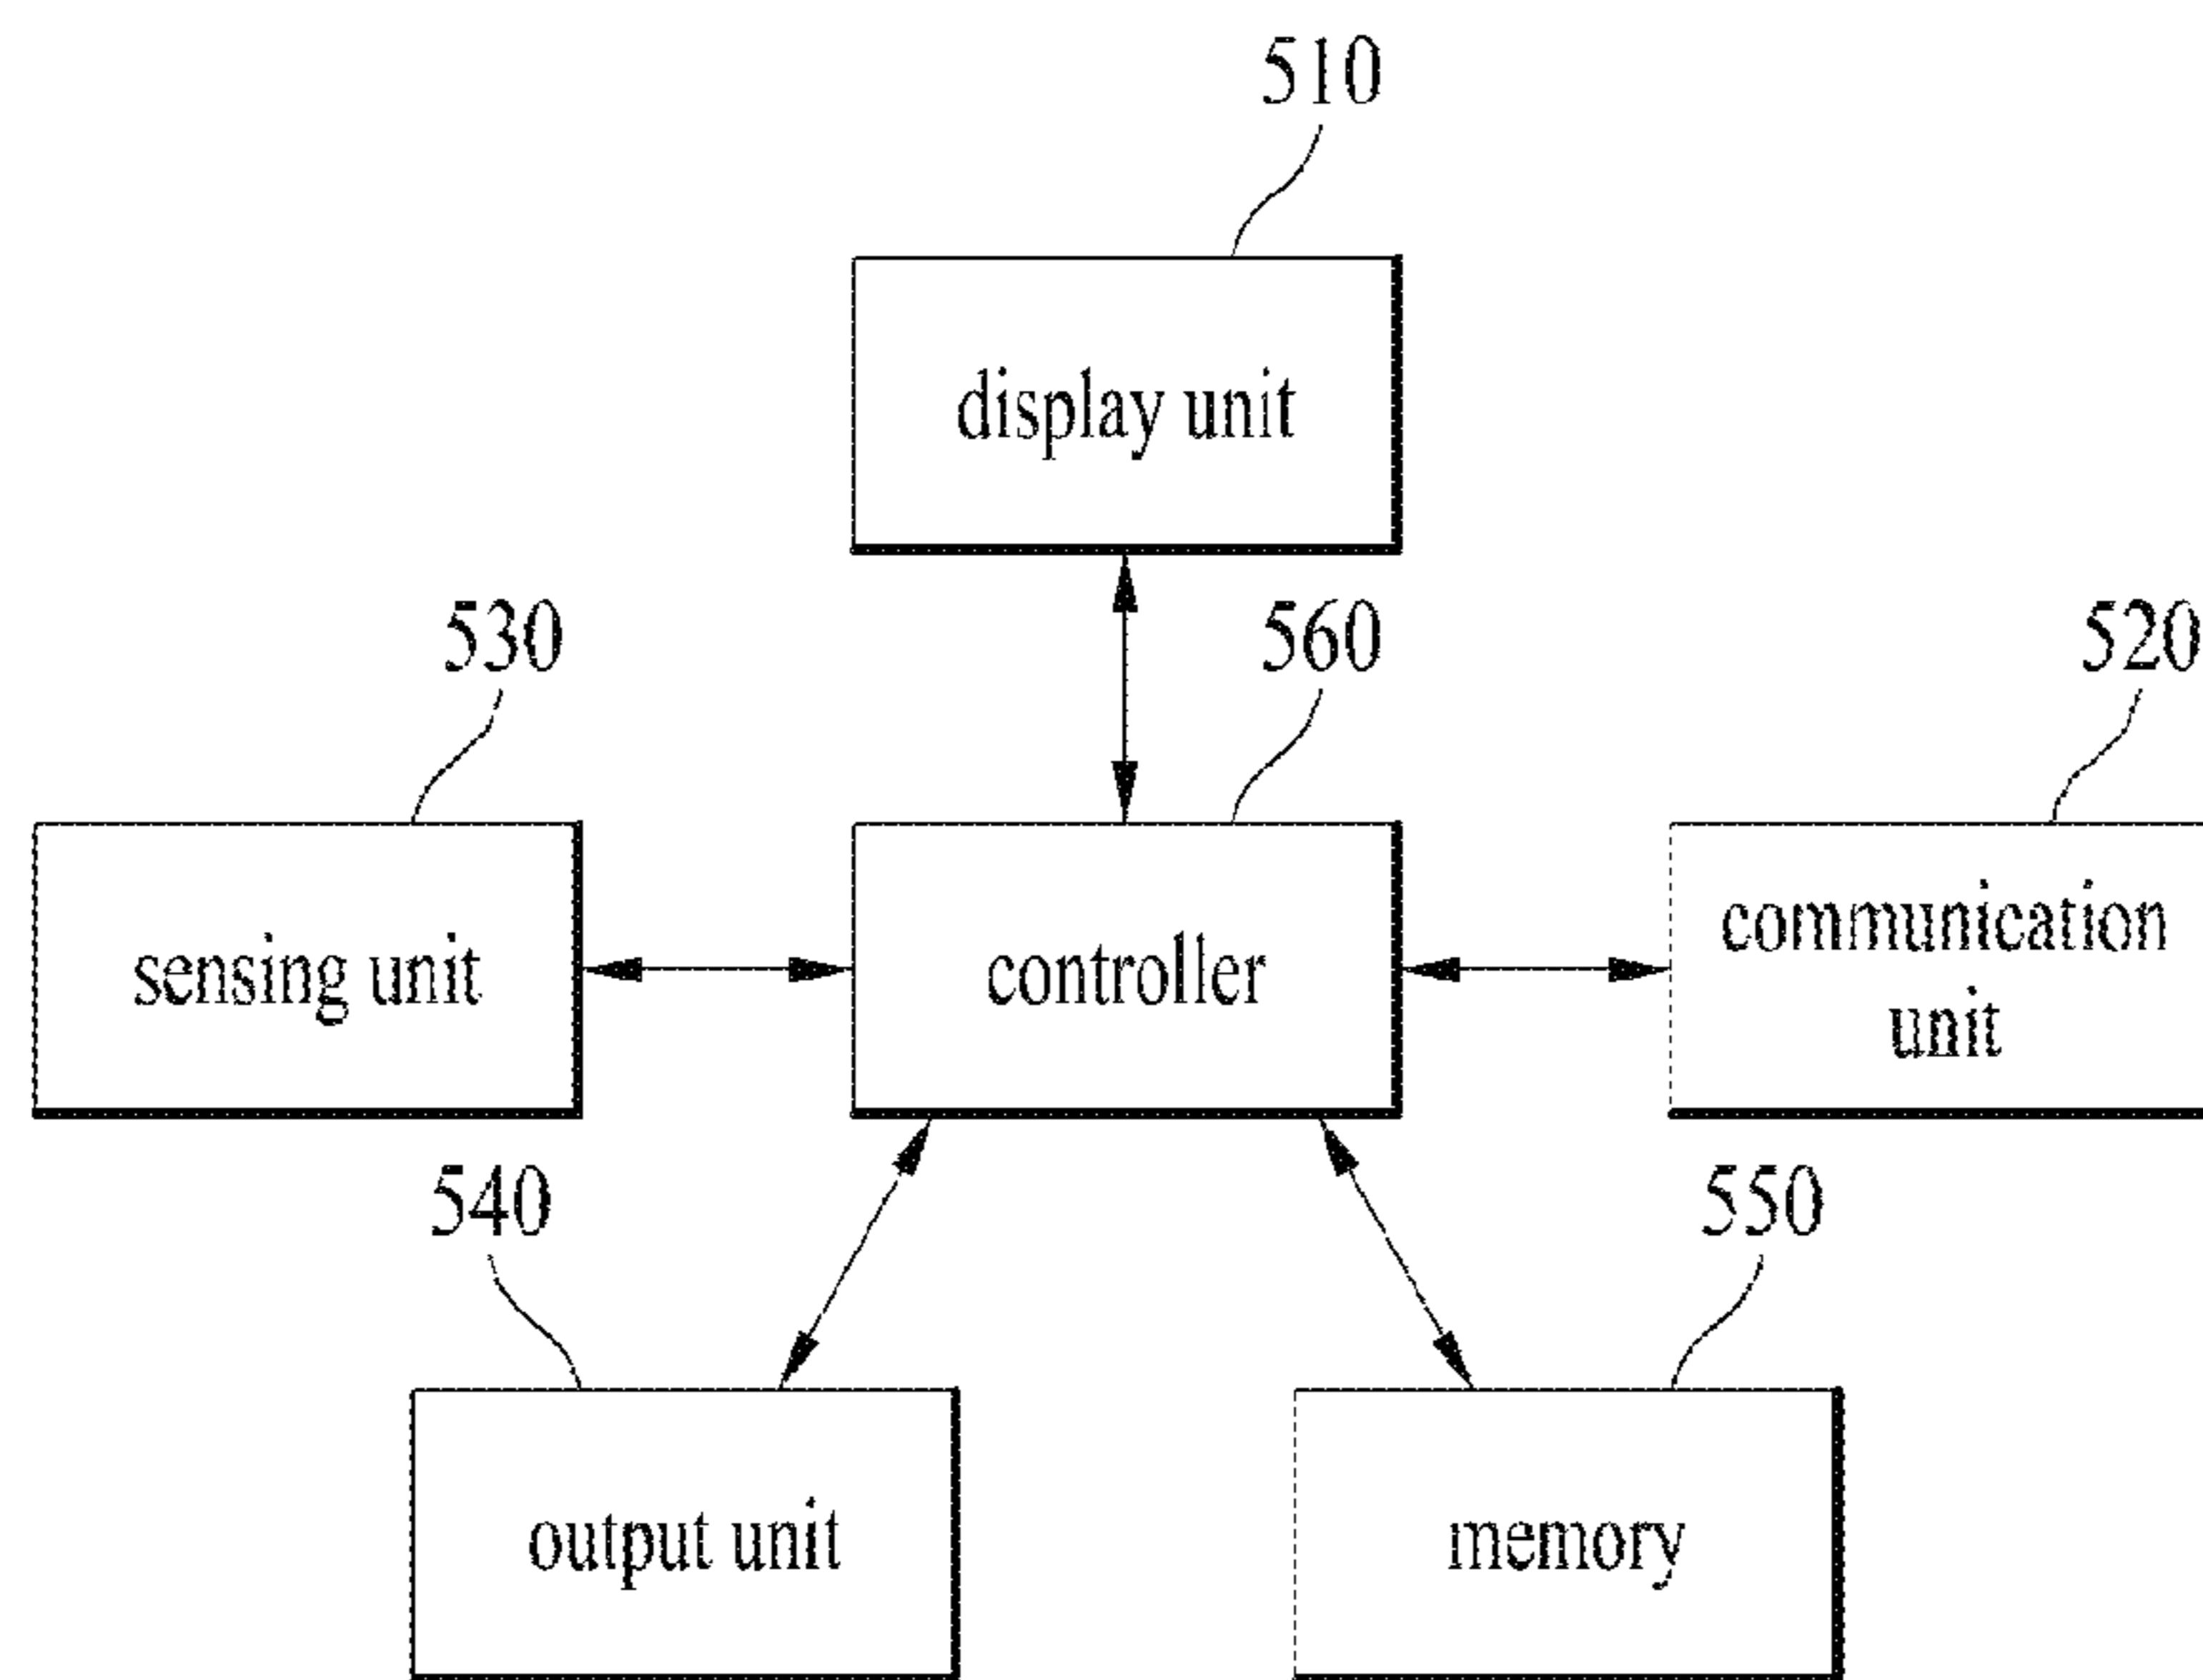 510
display unit
530
560
520
sensing unit
controller
communication
unit
540
550
output unit
memory